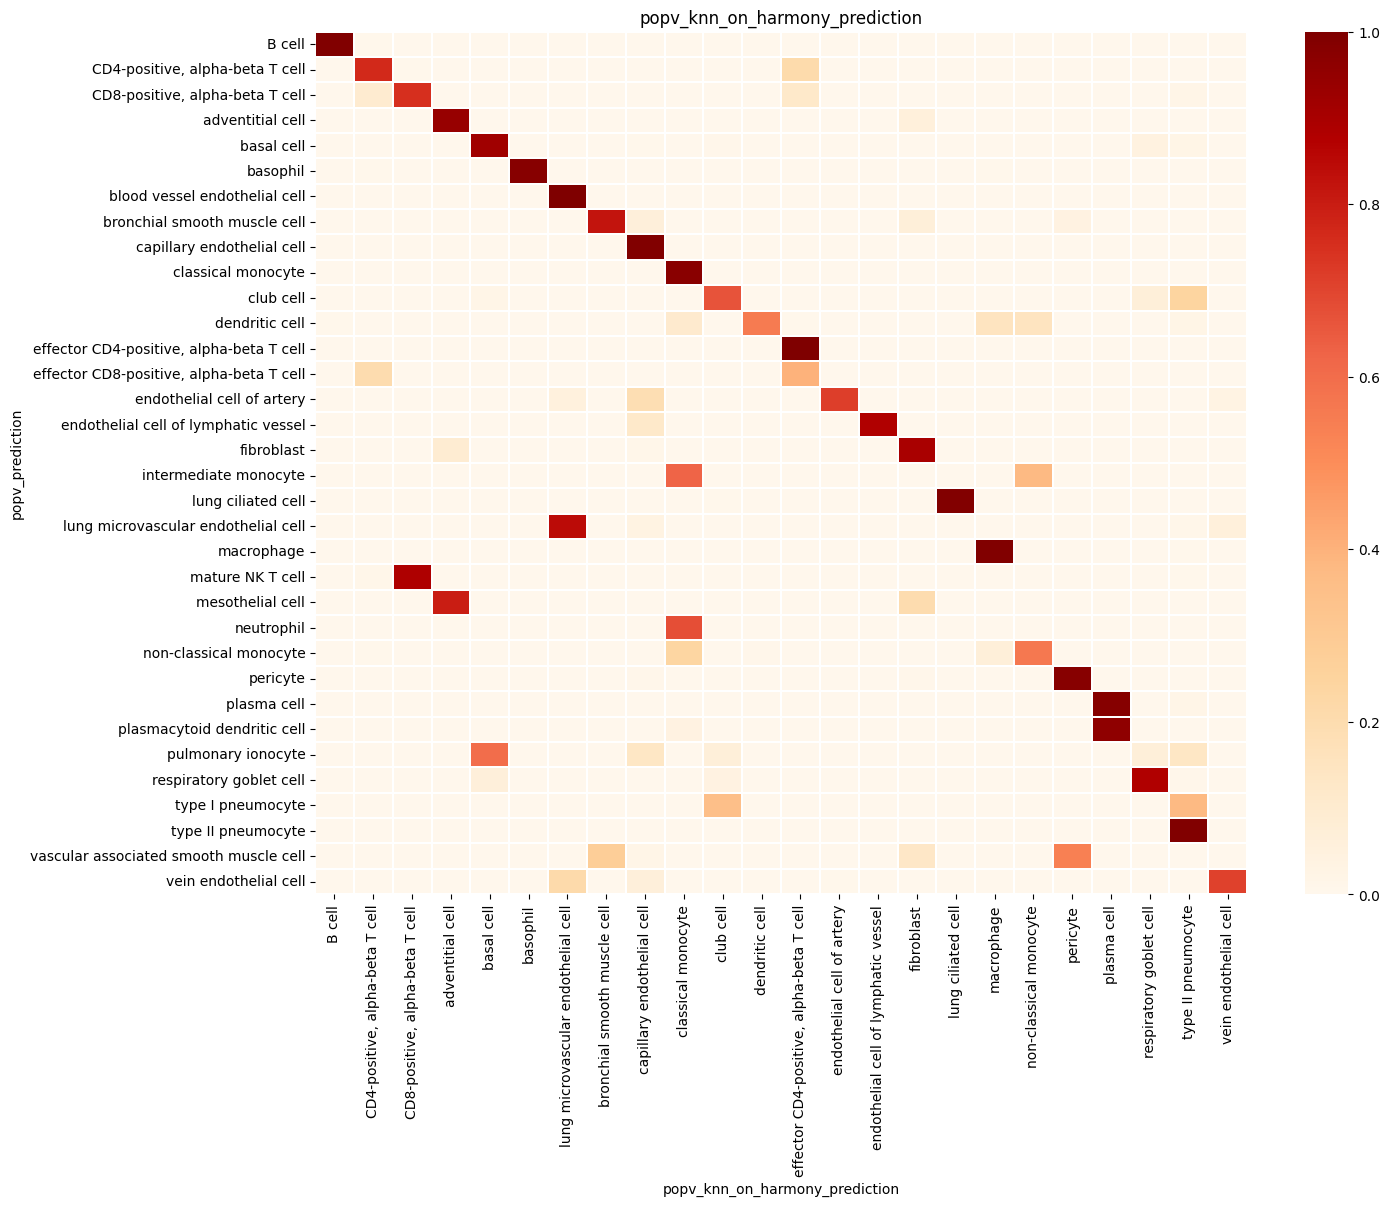 popv_knn_on_harmony_prediction
B cell
CD4-positive, alpha-beta T cell
CD8-positive, alpha-beta T cell
adventitial cell
basal cell
basophil
blood vessel endothelial cell
bronchial smooth muscle cell
capillary endothelial cell
classical monocyte
club cell
dendritic cell
effector CD4-positive, alpha-beta T cell
effector CD8-positive, alpha-beta T cell
endothelial cell of artery
endothelial cell of lymphatic vessel
fibroblast
intermediate monocyte
lung ciliated cell
lung microvascular endothelial cell
macrophage
mature NK T cell
mesothelial cell
neutrophil
non-classical monocyte
pericyte
plasma cell
plasmacytoid dendritic cell
pulmonary ionocyte
respiratory goblet cell
type I pneumocyte
type II pneumocyte
vascular associated smooth muscle cell
vein endothelial cell
popv_prediction
B cell
CD4-positive, alpha-beta T cell
CD8-positive, alpha-beta T cell
adventitial cell
basal cell
basophil
lung microvascular endothelial cell
bronchial smooth muscle cell
capillary endothelial cell
classical monocyte
club cell
dendritic cell
effector CD4-positive, alpha-beta T cell
endothelial cell of artery
endothelial cell of lymphatic vessel
fibroblast
lung ciliated cell
macrophage
non-classical monocyte
pericyte
plasma cell
respiratory goblet cell
type II pneumocyte
vein endothelial cell
popv_knn_on_harmony_prediction
1.0
0.8
0.6
0.4
0.2
0.0